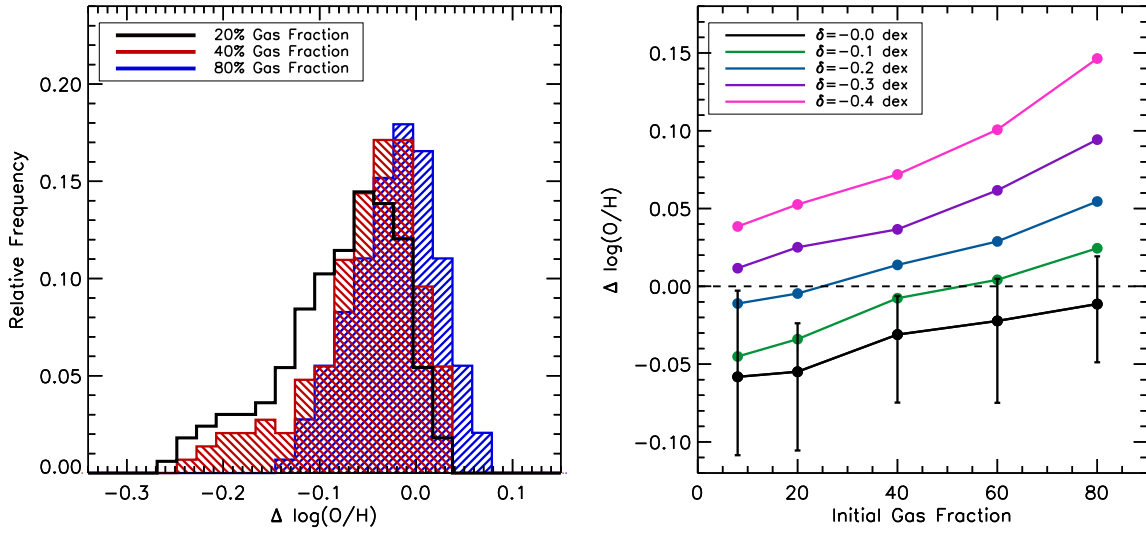 20% Gas Fraction
40% Gas Fraction
80% Gas Fraction
0.20
0.15
0.10
0.05
0.00
Relative Frequency
−0.3
−0.2
−0.1
0.0
0.1
Δ log(O/H)
δ=−0.0 dex
δ=−0.1 dex
δ=−0.2 dex
δ=−0.3 dex
δ=−0.4 dex
0.15
0.10
0.05
0.00
−0.05
−0.10
Δ log(O/H)
0
20
40
60
80
Initial Gas Fraction